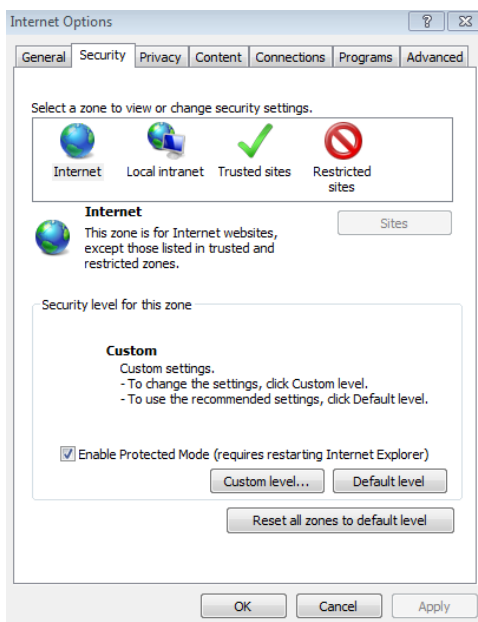 Internet Options
General Security Privacy Content Connections Programs Advanced
Select a zone to view or change security settings.
Internet Local intranet Trusted sites Restricted
sites
Internet
Sites
This zone is for Internet websites,
except those listed in trusted and
restricted zones.
Security level for this zone
Custom
Custom settings.
- To change the settings, click Custom level.
- To use the recommended settings, click Default level.
Enable Protected Mode (requires restarting Internet Explorer)
Custom level... Default level
Reset all zones to default level
OK Cancel Apply